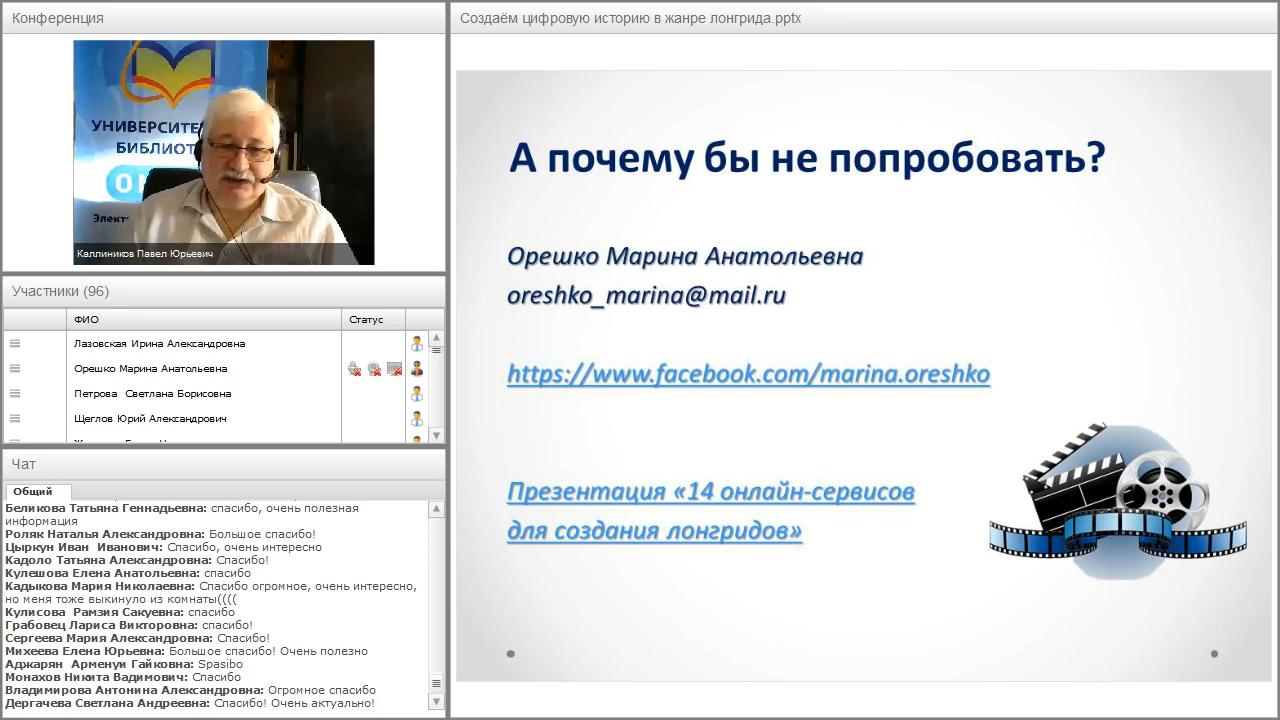 Конференция
УНИВЕРСИТЕ
БИБЛИОТ
Каллиников Павел Юрьевич
Участники (96)
ФИО
Статус
Лазовская Ирина Александровна
Орешко Марина Анатольевна
Петрова Светлана Борисовна
Щеглов Юрий Александрович
Чат
Общий
Беликова Татьяна Геннадьевна: спасибо, очень полезная
информация
Роляк Наталья Александровна: Большое спасибо!
Цыркун Иван Иванович: Спасибо, очень интересно
Кадоло Татьяна Александровна: Спасибо!
Кулешова Елена Анатольевна: спасибо
Кадыкова Мария Николаевна: Спасибо огромное, очень интересно,
но меня тоже выкинуло из комнаты((((
Кулисова Рамзия Сакуевна: спасибо
Грабовец Лариса Викторовна: спасибо!
Сергеева Мария Александровна: Спасибо!
Михеева Елена Юрьевна: Большое спасибо! Очень полезно
Аджарян Арменуи Гайковна: Spasibo
Монахов Никита Вадимович: Спасибо
Владимирова Антонина Александровна: Огромное спасибо
Дергачева Светлана Андреевна: Спасибо! Очень актуально!
Создаём цифровую историю в жанре лонгрида.pptx
А почему бы не попробовать?
Орешко Марина Анатольевна
oreshko_marina@mail.ru
https://www.facebook.com/marina.oreshko
Презентация «14 онлайн-сервисов
для создания лонгридов»